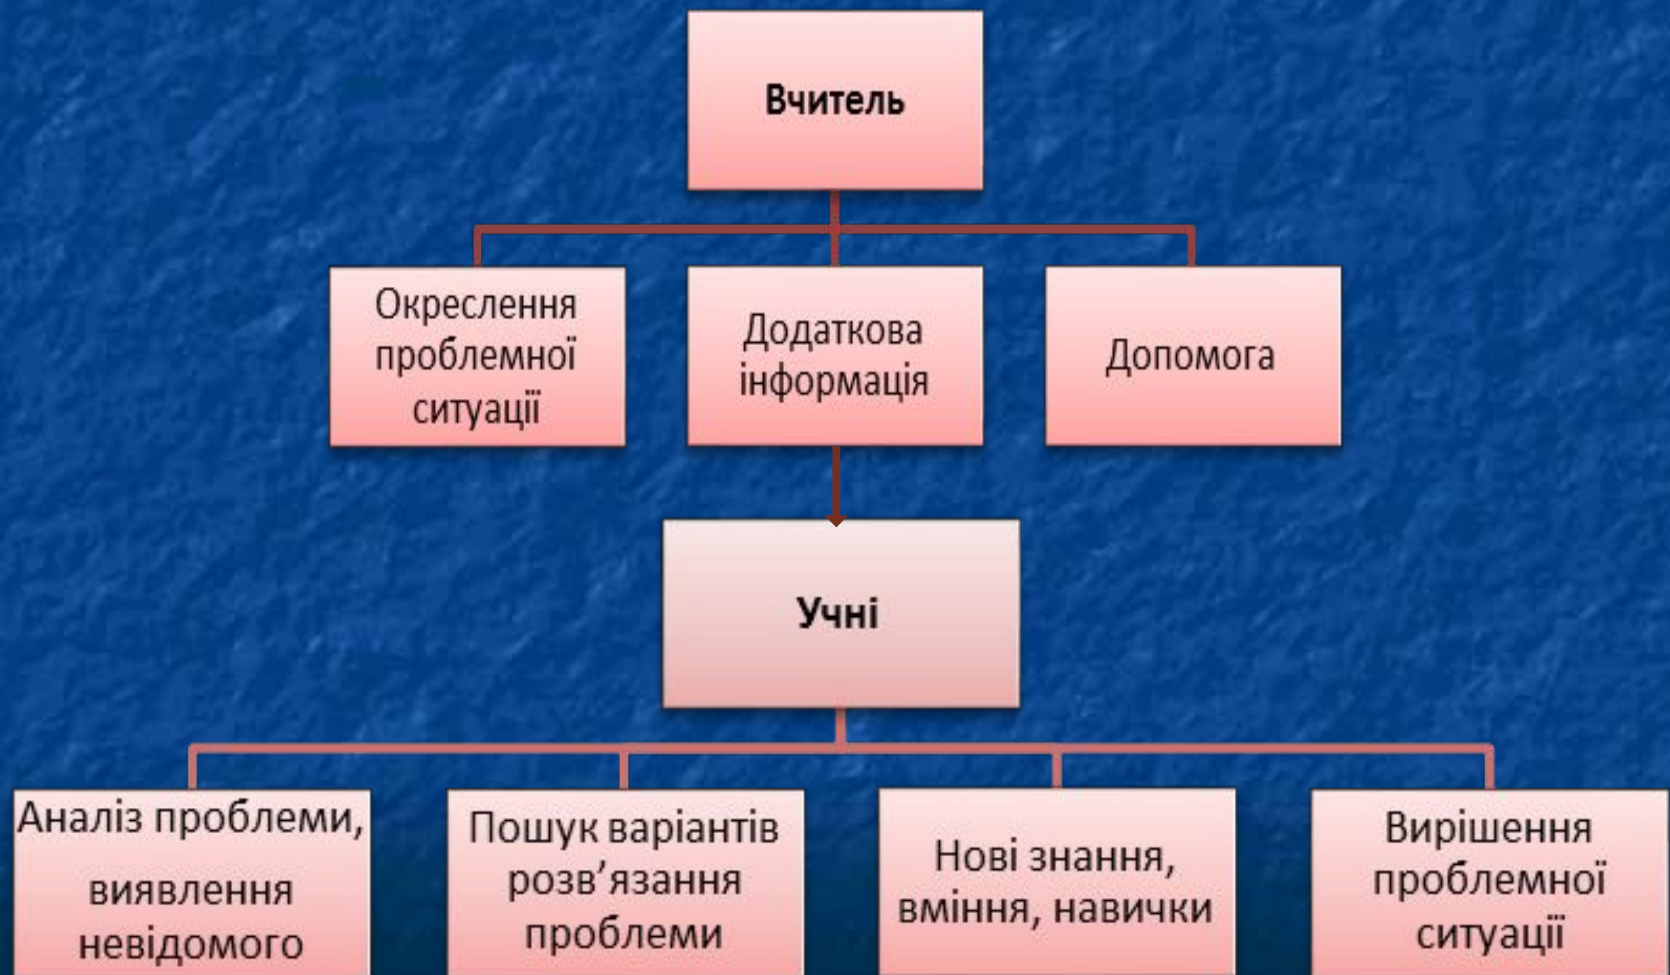 Вчитель
Окреслення
проблемної
ситуації
Додаткова
інформація
Допомога
Учні
Аналіз проблеми,
виявлення
невідомого
Пошук варіантів
розв’язання
проблеми
Нові знання,
вміння, навички
Вирішення
проблемної
ситуації